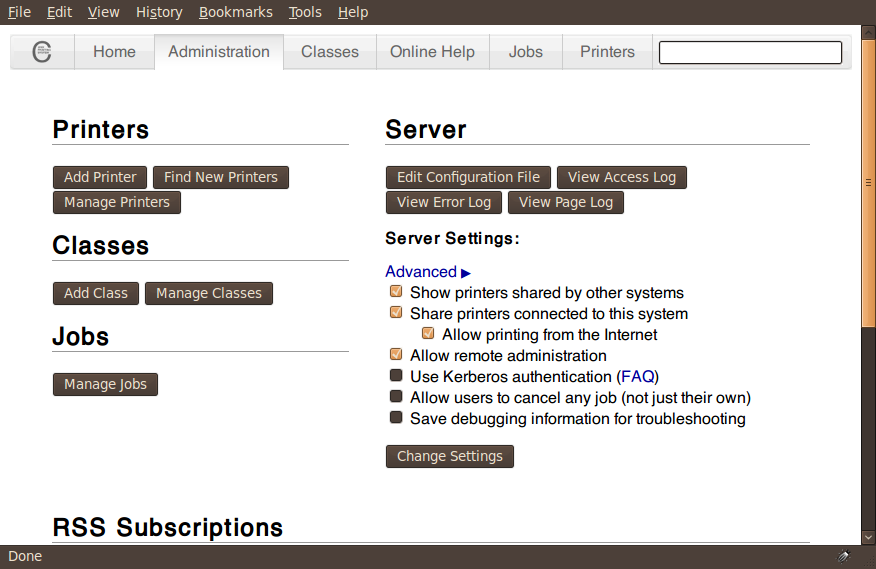 File Edit View History Bookmarks Tools Help
Home Administration Classes Online Help Jobs Printers
Printers
Add Printer Find New Printers
Manage Printers
Classes
Add Class Manage Classes
Jobs
Manage Jobs
Server
Edit Configuration File View Access Log
View Error Log View Page Log
Server Settings:
Advanced ▶
Show printers shared by other systems
Share printers connected to this system
Allow printing from the Internet
Allow remote administration
Use Kerberos authentication (FAQ)
Allow users to cancel any job (not just their own)
Save debugging information for troubleshooting
Change Settings
RSS Subscriptions
Done